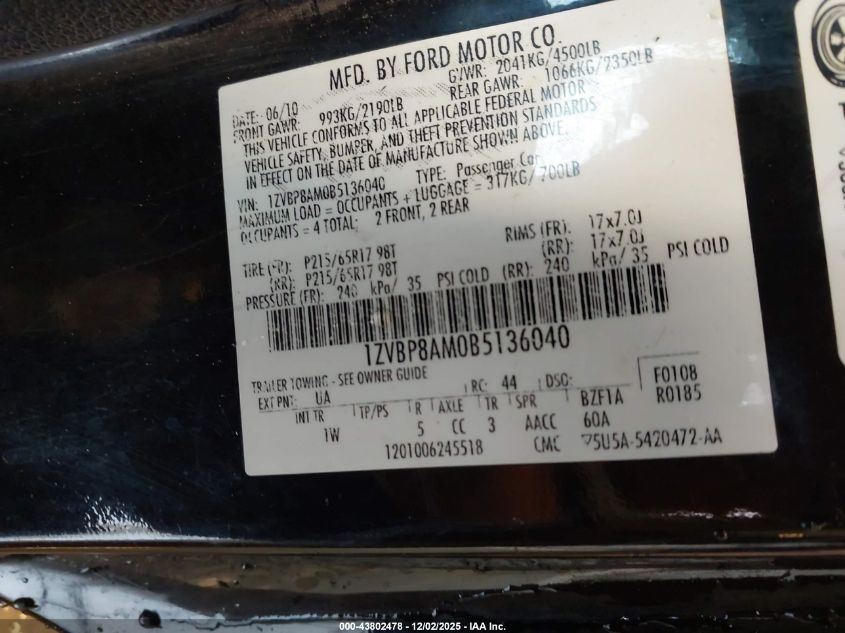 MFD. BY FORD MOTOR CO.
DATE: 06/10 GVWR: 2041KG/4500LB
FRONT GAWR: 993KG/2190LB REAR GAWR: 1066KG/2350LB
THIS VEHICLE CONFORMS TO ALL APPLICABLE FEDERAL MOTOR
VEHICLE SAFETY, BUMPER, AND THEFT PREVENTION STANDARDS
IN EFFECT ON THE DATE OF MANUFACTURE SHOWN ABOVE.
VIN: 1ZVBP8AM0B5136040 TYPE: Passenger Car
MAXIMUM LOAD = OCCUPANTS + LUGGAGE = 317KG/ 700LB
OCCUPANTS = 4 TOTAL: 2 FRONT, 2 REAR
TIRE (FR): P215/65R17 98T RIMS (FR): 17x7.0J
(RR): P215/65R17 98T (RR): 17x7.0J
PRESSURE (FR): 240 kPa/ 35 PSI COLD (RR): 240 kPa/ 35 PSI COLD
1ZVBP8AM0B5136040
TRAILER TOWING - SEE OWNER GUIDE
EXT PNT: UA RC: 44 DSO: F0108
INT TR TP/PS R AXLE TR SPR BZF1A R0185
1W 5 CC 3 AACC 60A
1201006245518 CMC 5U5A-5420472-AA
000-43802478 - 12/02/2025 - IAA Inc.